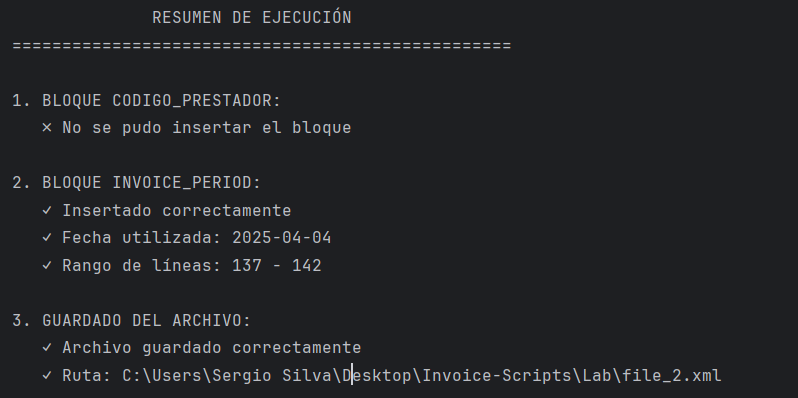 RESUMEN DE EJECUCIÓN
==================================================
1. BLOQUE CODIGO_PRESTADOR:
✕ No se pudo insertar el bloque
2. BLOQUE INVOICE_PERIOD:
✓ Insertado correctamente
✓ Fecha utilizada: 2025-04-04
✓ Rango de líneas: 137 - 142
3. GUARDADO DEL ARCHIVO:
✓ Archivo guardado correctamente
✓ Ruta: C:\Users\Sergio Silva\Desktop\Invoice-Scripts\Lab\file_2.xml